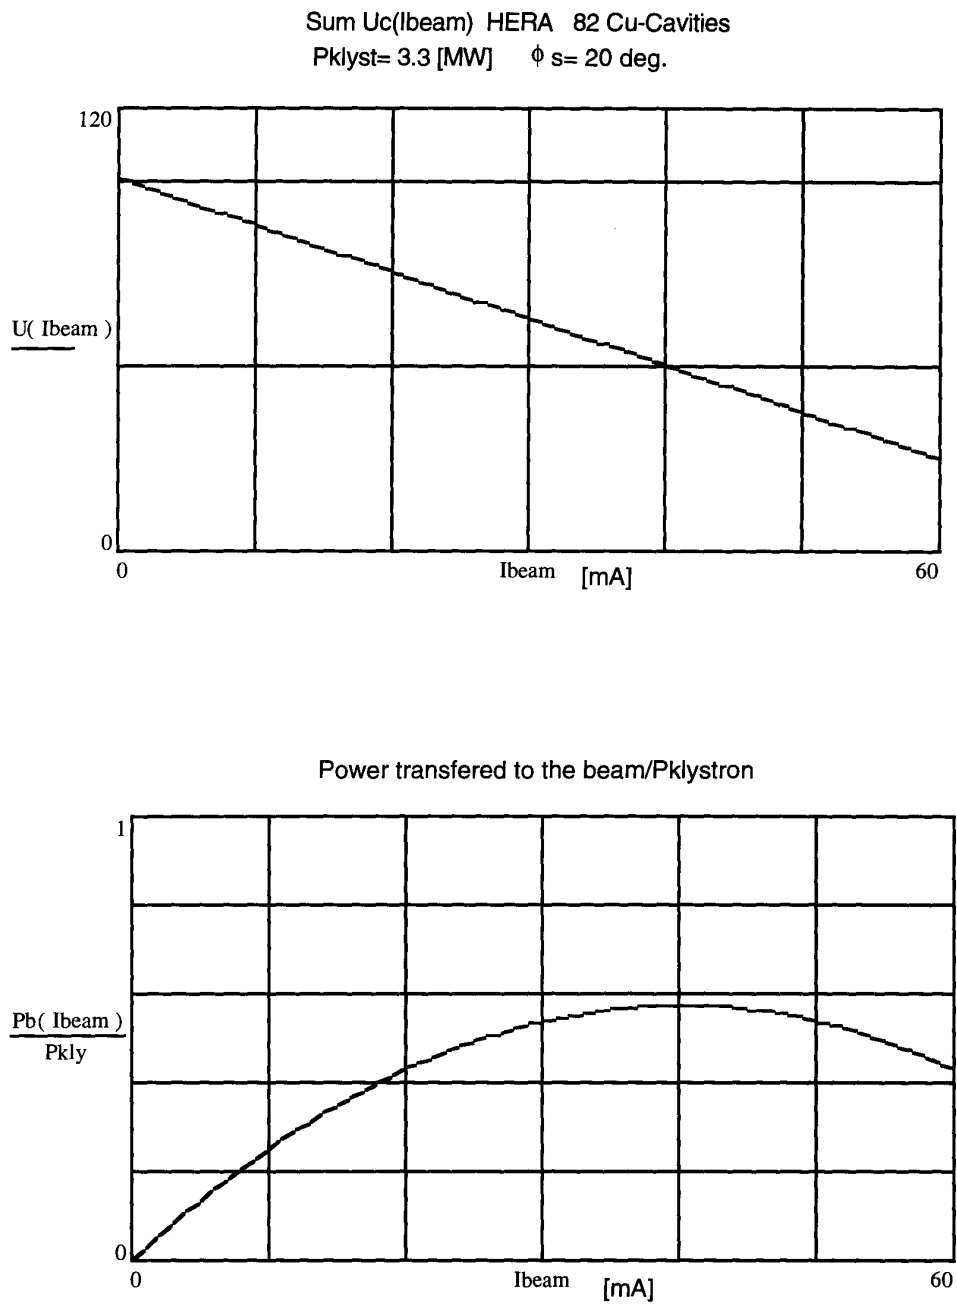 Sum Uc(Ibeam) HERA 82 Cu-Cavities
Pklyst= 3.3 [MW] ϕ s= 20 deg.
120
U( Ibeam )
0
0 Ibeam [mA] 60
Power transfered to the beam/Pklystron
1
Pb( Ibeam )
Pkly
0
0 Ibeam [mA] 60